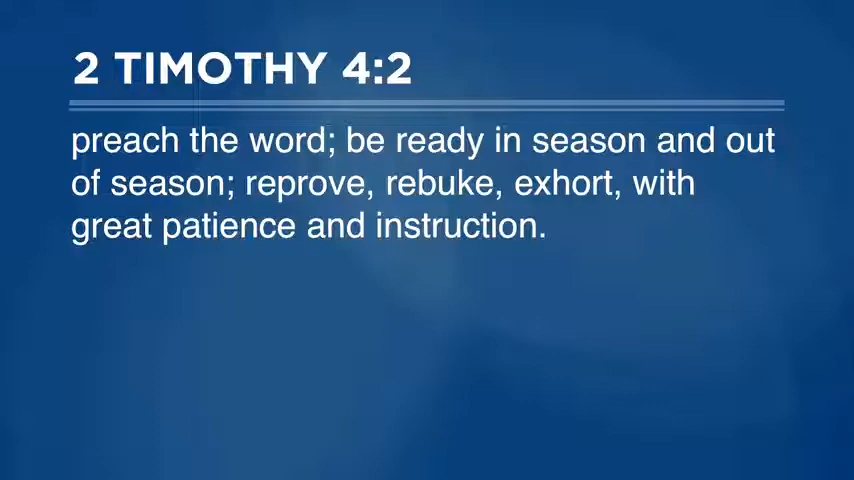 2 TIMOTHY 4:2
preach the word; be ready in season and out
of season; reprove, rebuke, exhort, with
great patience and instruction.